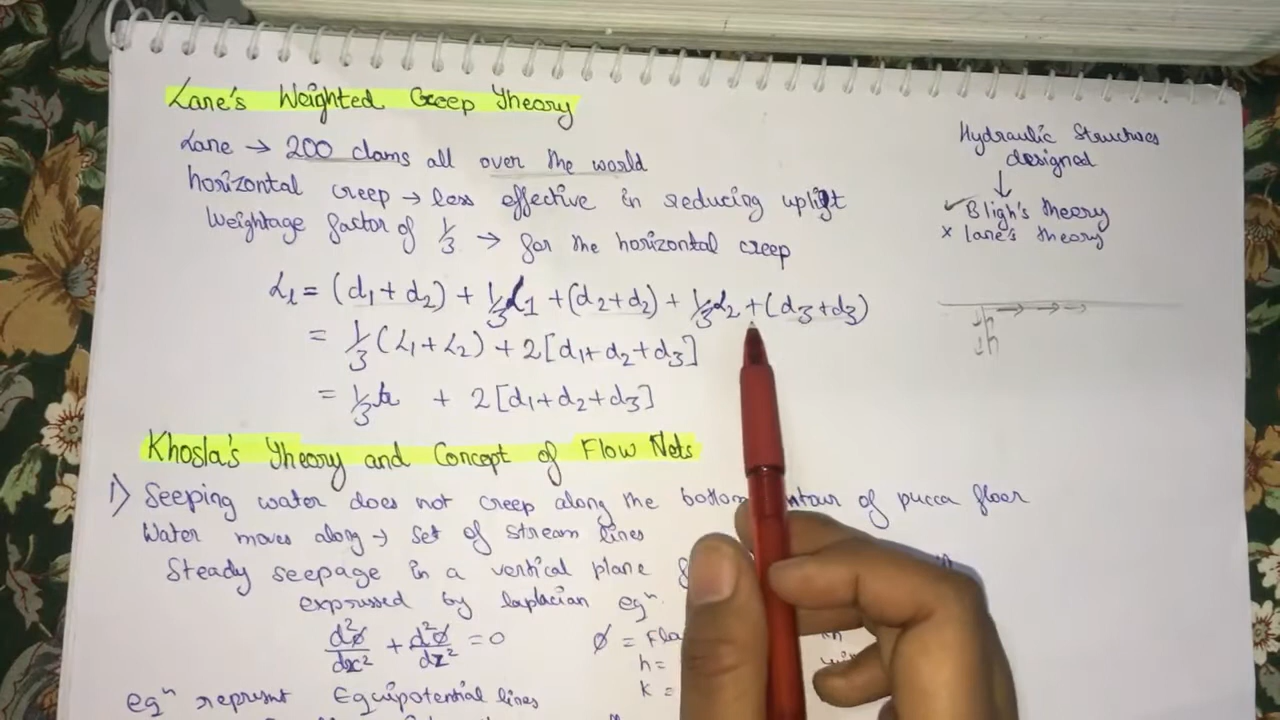 Lane's Weighted Creep Theory
Lane → 200 dams all over the world
horizontal creep → less effective in reducing uplift
Weightage factor of 1/3 → for the horizontal creep
L₁ = (d₁+d₂) + 1/3 L₁ + (d₂+d₂) + 1/3 L₂ + (d₃+d₃)
= 1/3 (L₁+L₂) + 2[d₁+d₂+d₃]
= 1/3 b + 2[d₁+d₂+d₃]
Hydraulic Structures
designed
↓
✓ Bligh's theory
× Lane's theory
Khosla's Theory and Concept of Flow Nets
1) Seeping water does not creep along the bottom contour of pucca floor
Water moves along → set of stream lines
Steady seepage in a vertical plane
expressed by laplacian eqⁿ.
d²φ/dx² + d²φ/dz² = 0
φ = Flo
h =
k =
eqⁿ represent Equipotential lines